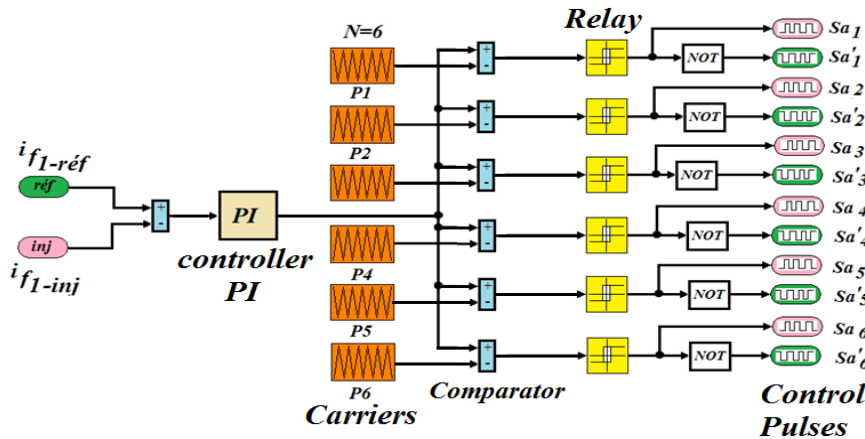 N=6
Relay
P1
NOT
Sa 1
Sa'1
P2
NOT
Sa 2
Sa'2
NOT
Sa 3
Sa'3
i f1-réf
réf
inj
i f1-inj
PI
controller
PI
P4
NOT
Sa 4
Sa'4
P5
NOT
Sa 5
Sa'5
P6
NOT
Sa 6
Sa'6
Carriers
Comparator
Control
Pulses
+
-
+
-
+
-
+
-
+
-
+
-
+
-